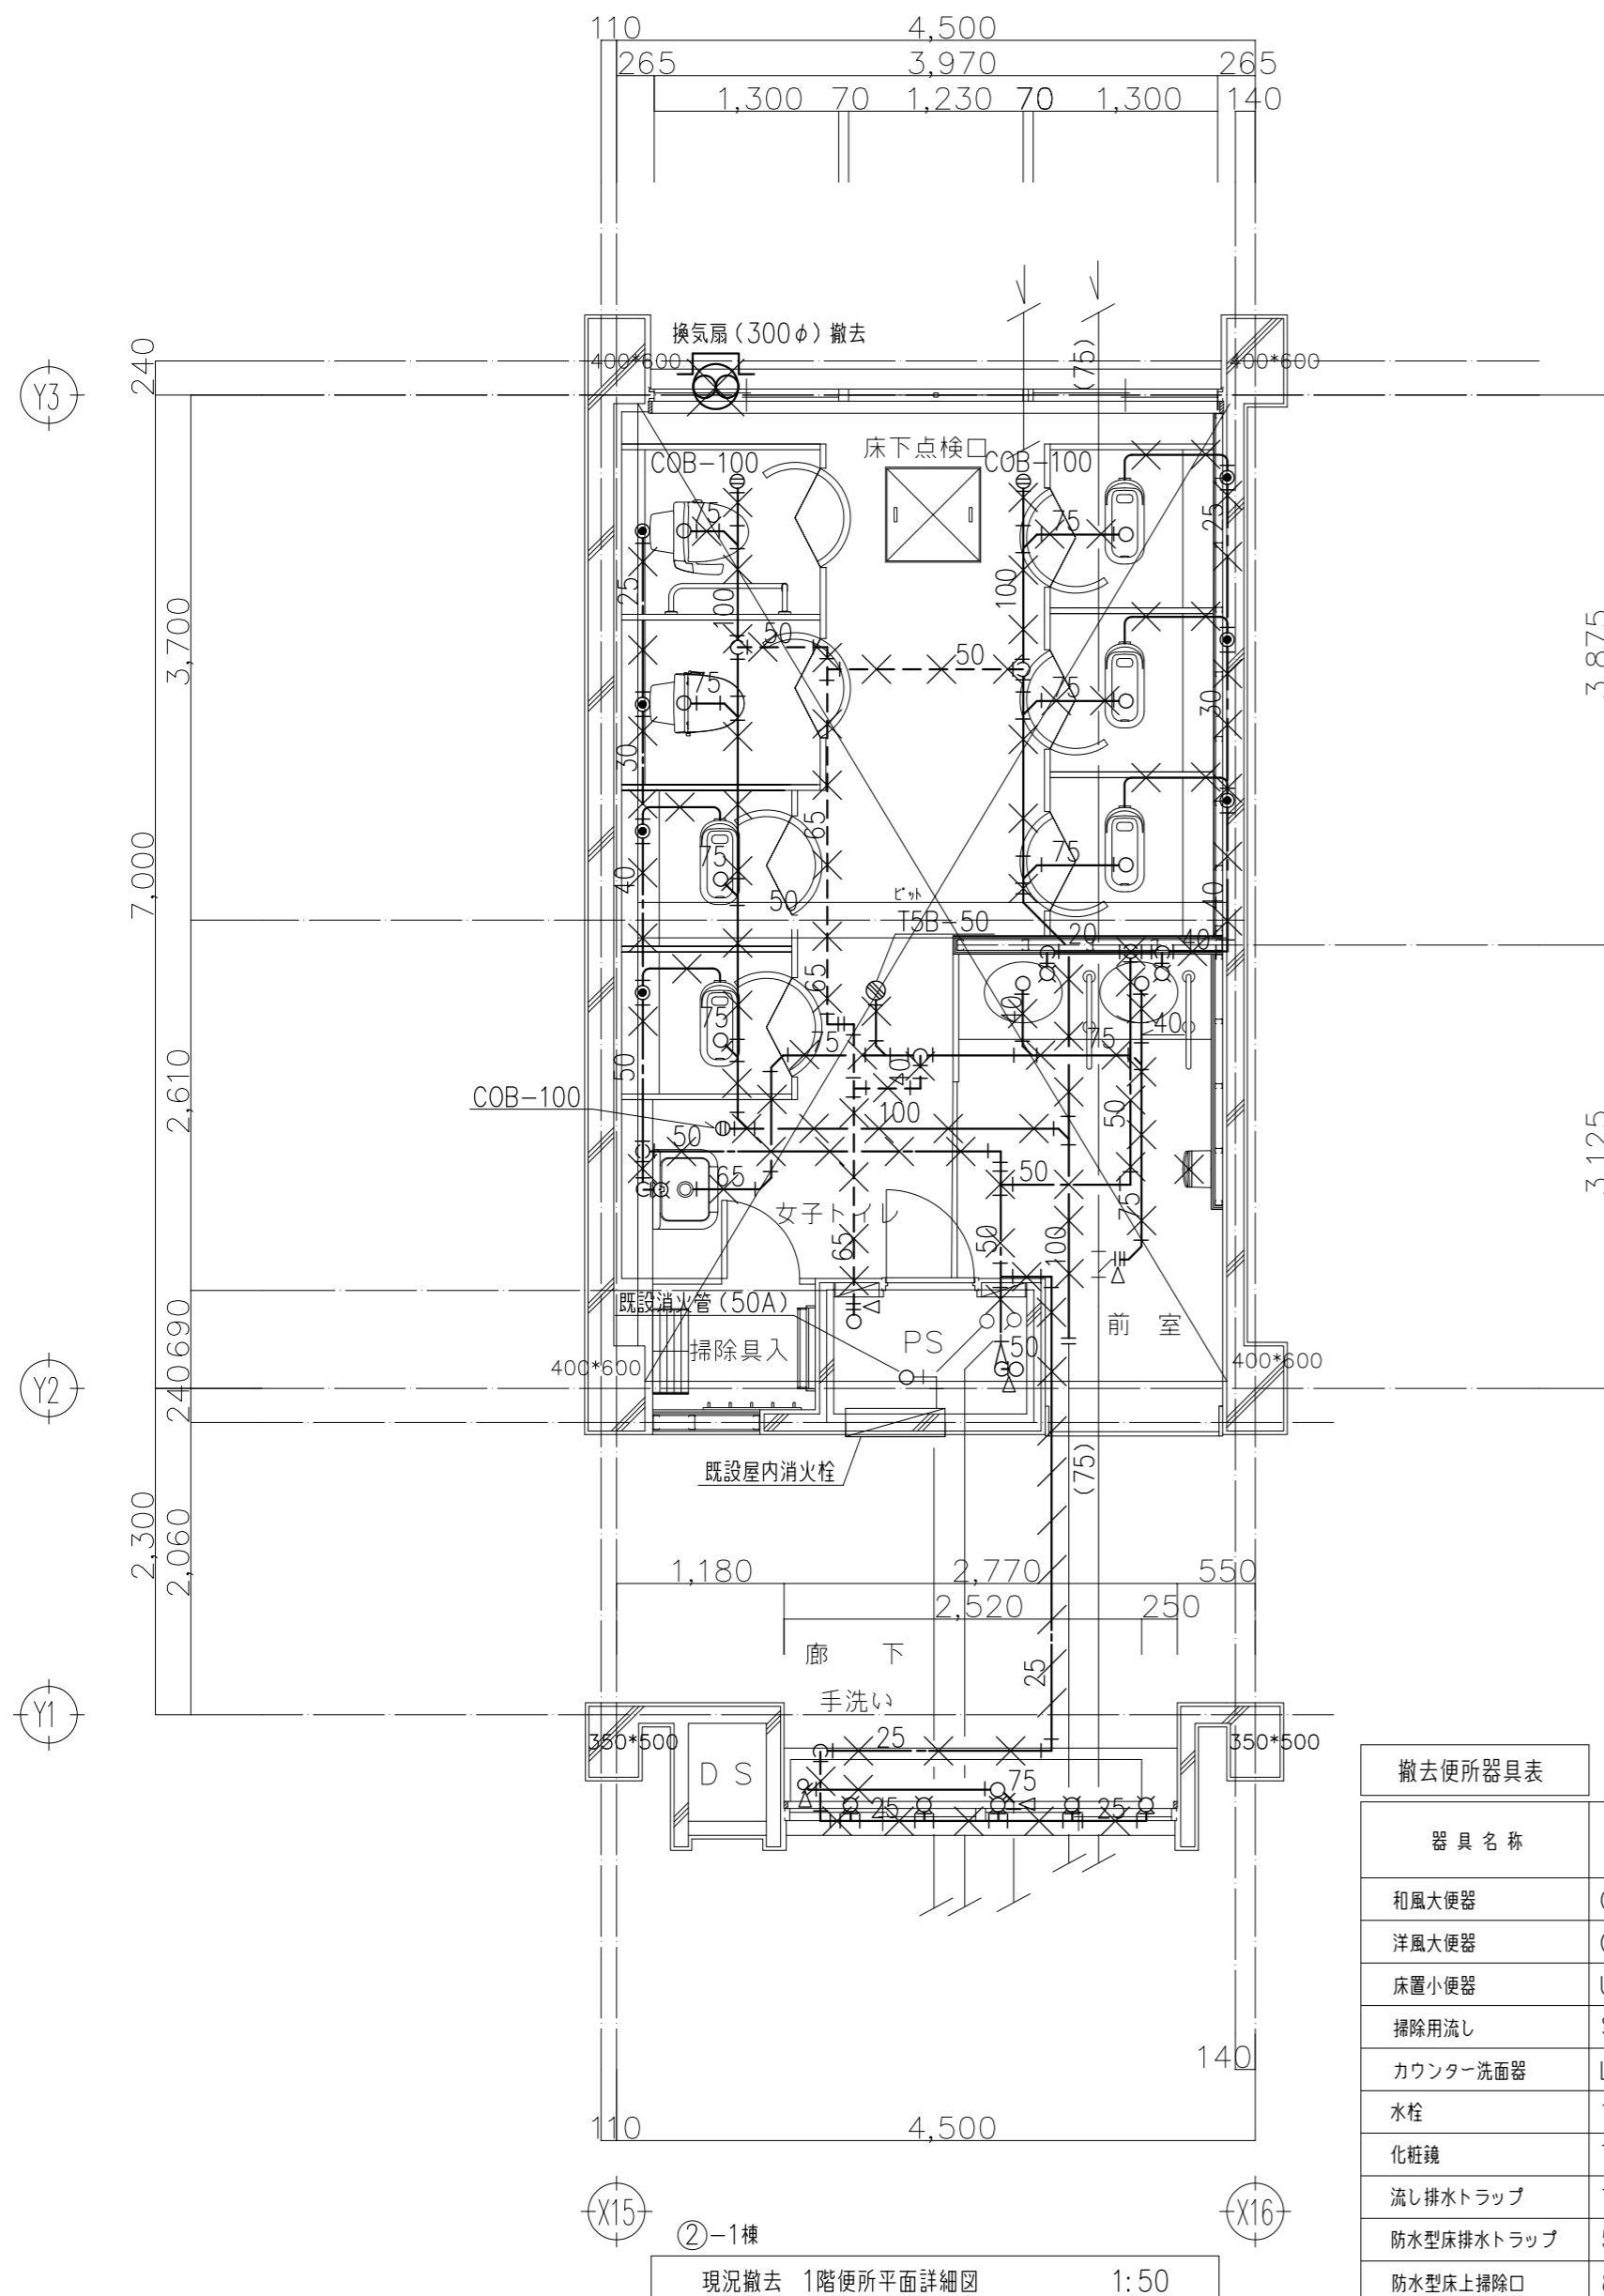 110 4,500
265 3,970 265
1,300 70 1,230 70 1,300 140
換気扇(300φ)撤去
400*600 400*600
(75)
Y3
240
床下点検口
COB-100 COB-100
75 75
25 25
100 100
50 50
75 75
30 30
3,700
3,875
75 75
65
40 40
50
7,000
ピット
T5B-50
20 40
65
40
75 75 40
50
40
COB-100
100
50
50
2,610
3,125
65
50
75
女子トイレ
65 50 100
既設消火管(50A)
PS
前 室
掃除具入
50
400*600 400*600
690
240
Y2
既設屋内消火栓
(75)
2,300
2,060
1,180 2,770 550
2,520 250
廊 下
25
手洗い
Y1
350*500 25 350*500
D S
75
25 25
撤去便所器具表
器 具 名 称
和風大便器
洋風大便器
床置小便器
掃除用流し
カウンター洗面器
水栓
化粧鏡
流し排水トラップ
防水型床排水トラップ
防水型床上掃除口
140
110 4,500
X15 X16
②-1棟
現況撤去 1階便所平面詳細図 1:50